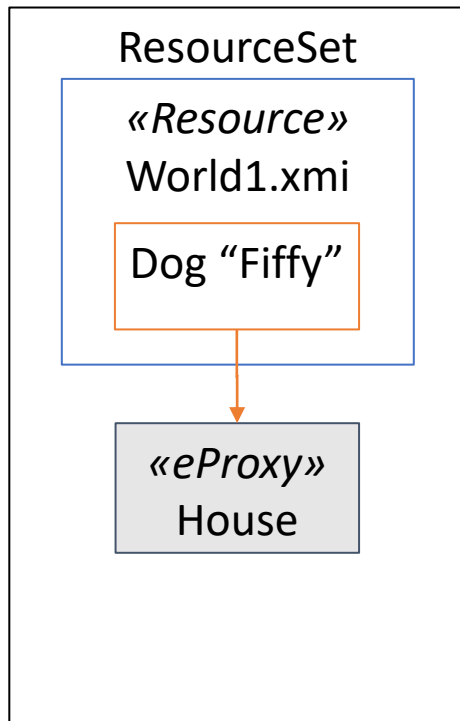 ResourceSet
«Resource»
World1.xmi
Dog “Fiffy”
«eProxy»
House